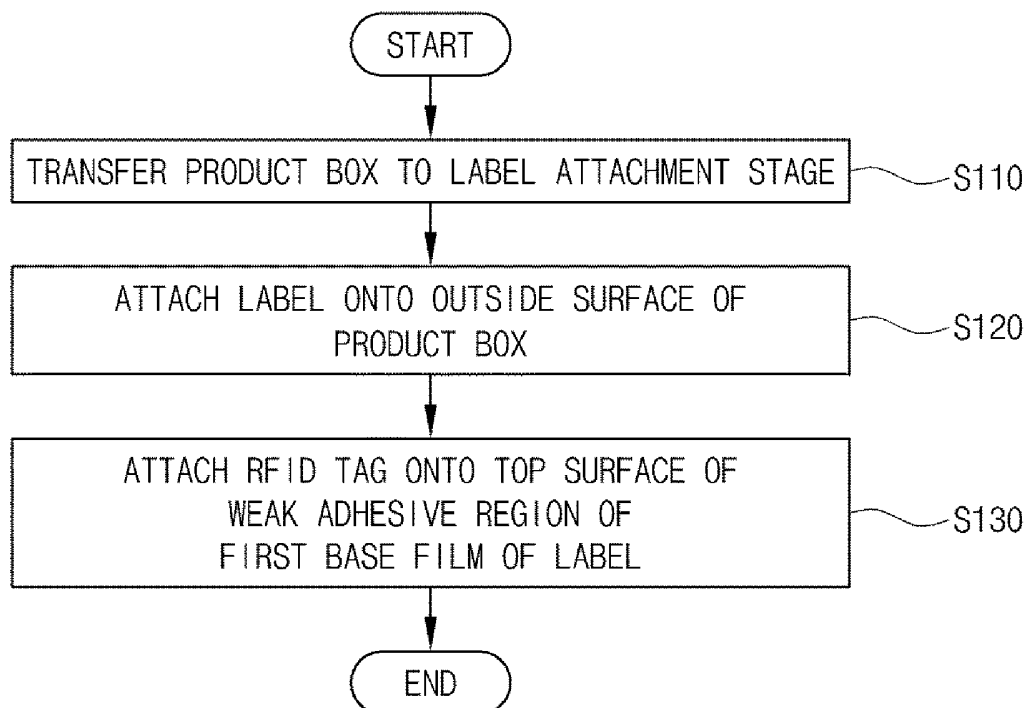 START
TRANSFER PRODUCT BOX TO LABEL ATTACHMENT STAGE
S110
ATTACH LABEL ONTO OUTSIDE SURFACE OF
PRODUCT BOX
S120
ATTACH RFID TAG ONTO TOP SURFACE OF
WEAK ADHESIVE REGION OF
FIRST BASE FILM OF LABEL
S130
END